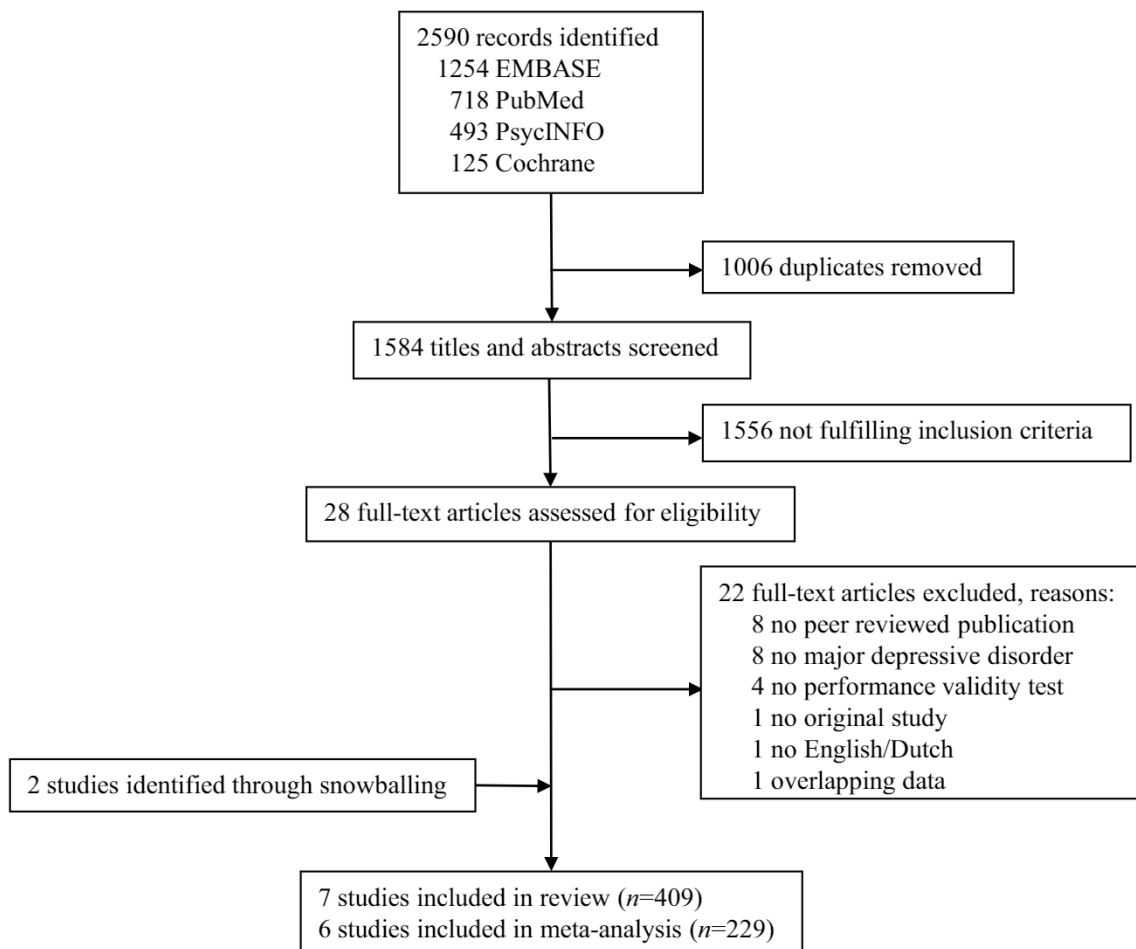 2590 records identified
1254 EMBASE
718 PubMed
493 PsycINFO
125 Cochrane
1006 duplicates removed
1584 titles and abstracts screened
1556 not fulfilling inclusion criteria
28 full-text articles assessed for eligibility
22 full-text articles excluded, reasons:
8 no peer reviewed publication
8 no major depressive disorder
4 no performance validity test
1 no original study
1 no English/Dutch
1 overlapping data
2 studies identified through snowballing
7 studies included in review (n=409)
6 studies included in meta-analysis (n=229)